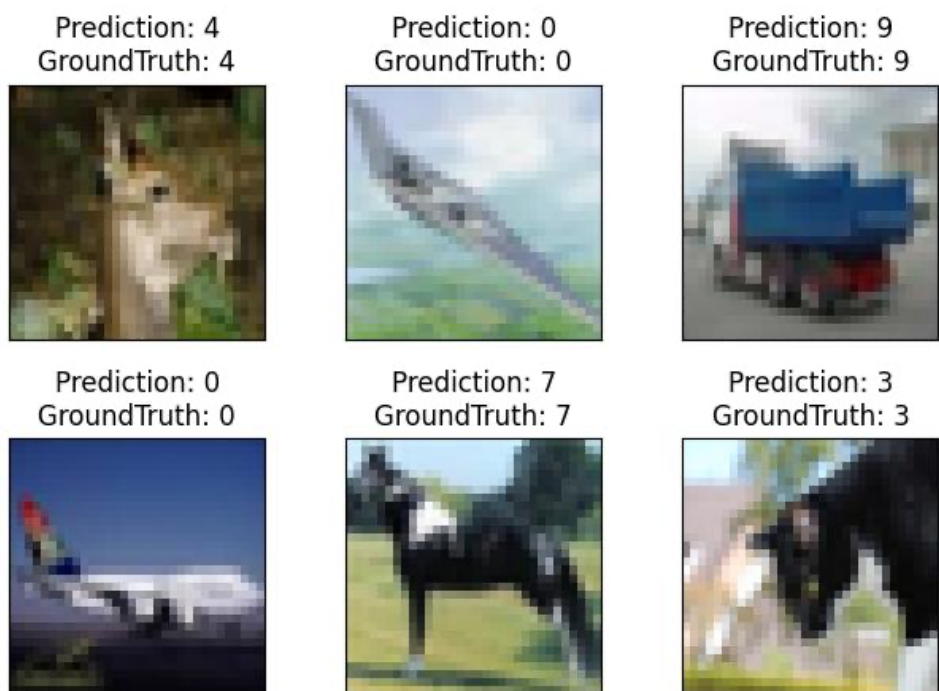 Prediction: 4
GroundTruth: 4
Prediction: 0
GroundTruth: 0
Prediction: 9
GroundTruth: 9
Prediction: 0
GroundTruth: 0
Prediction: 7
GroundTruth: 7
Prediction: 3
GroundTruth: 3